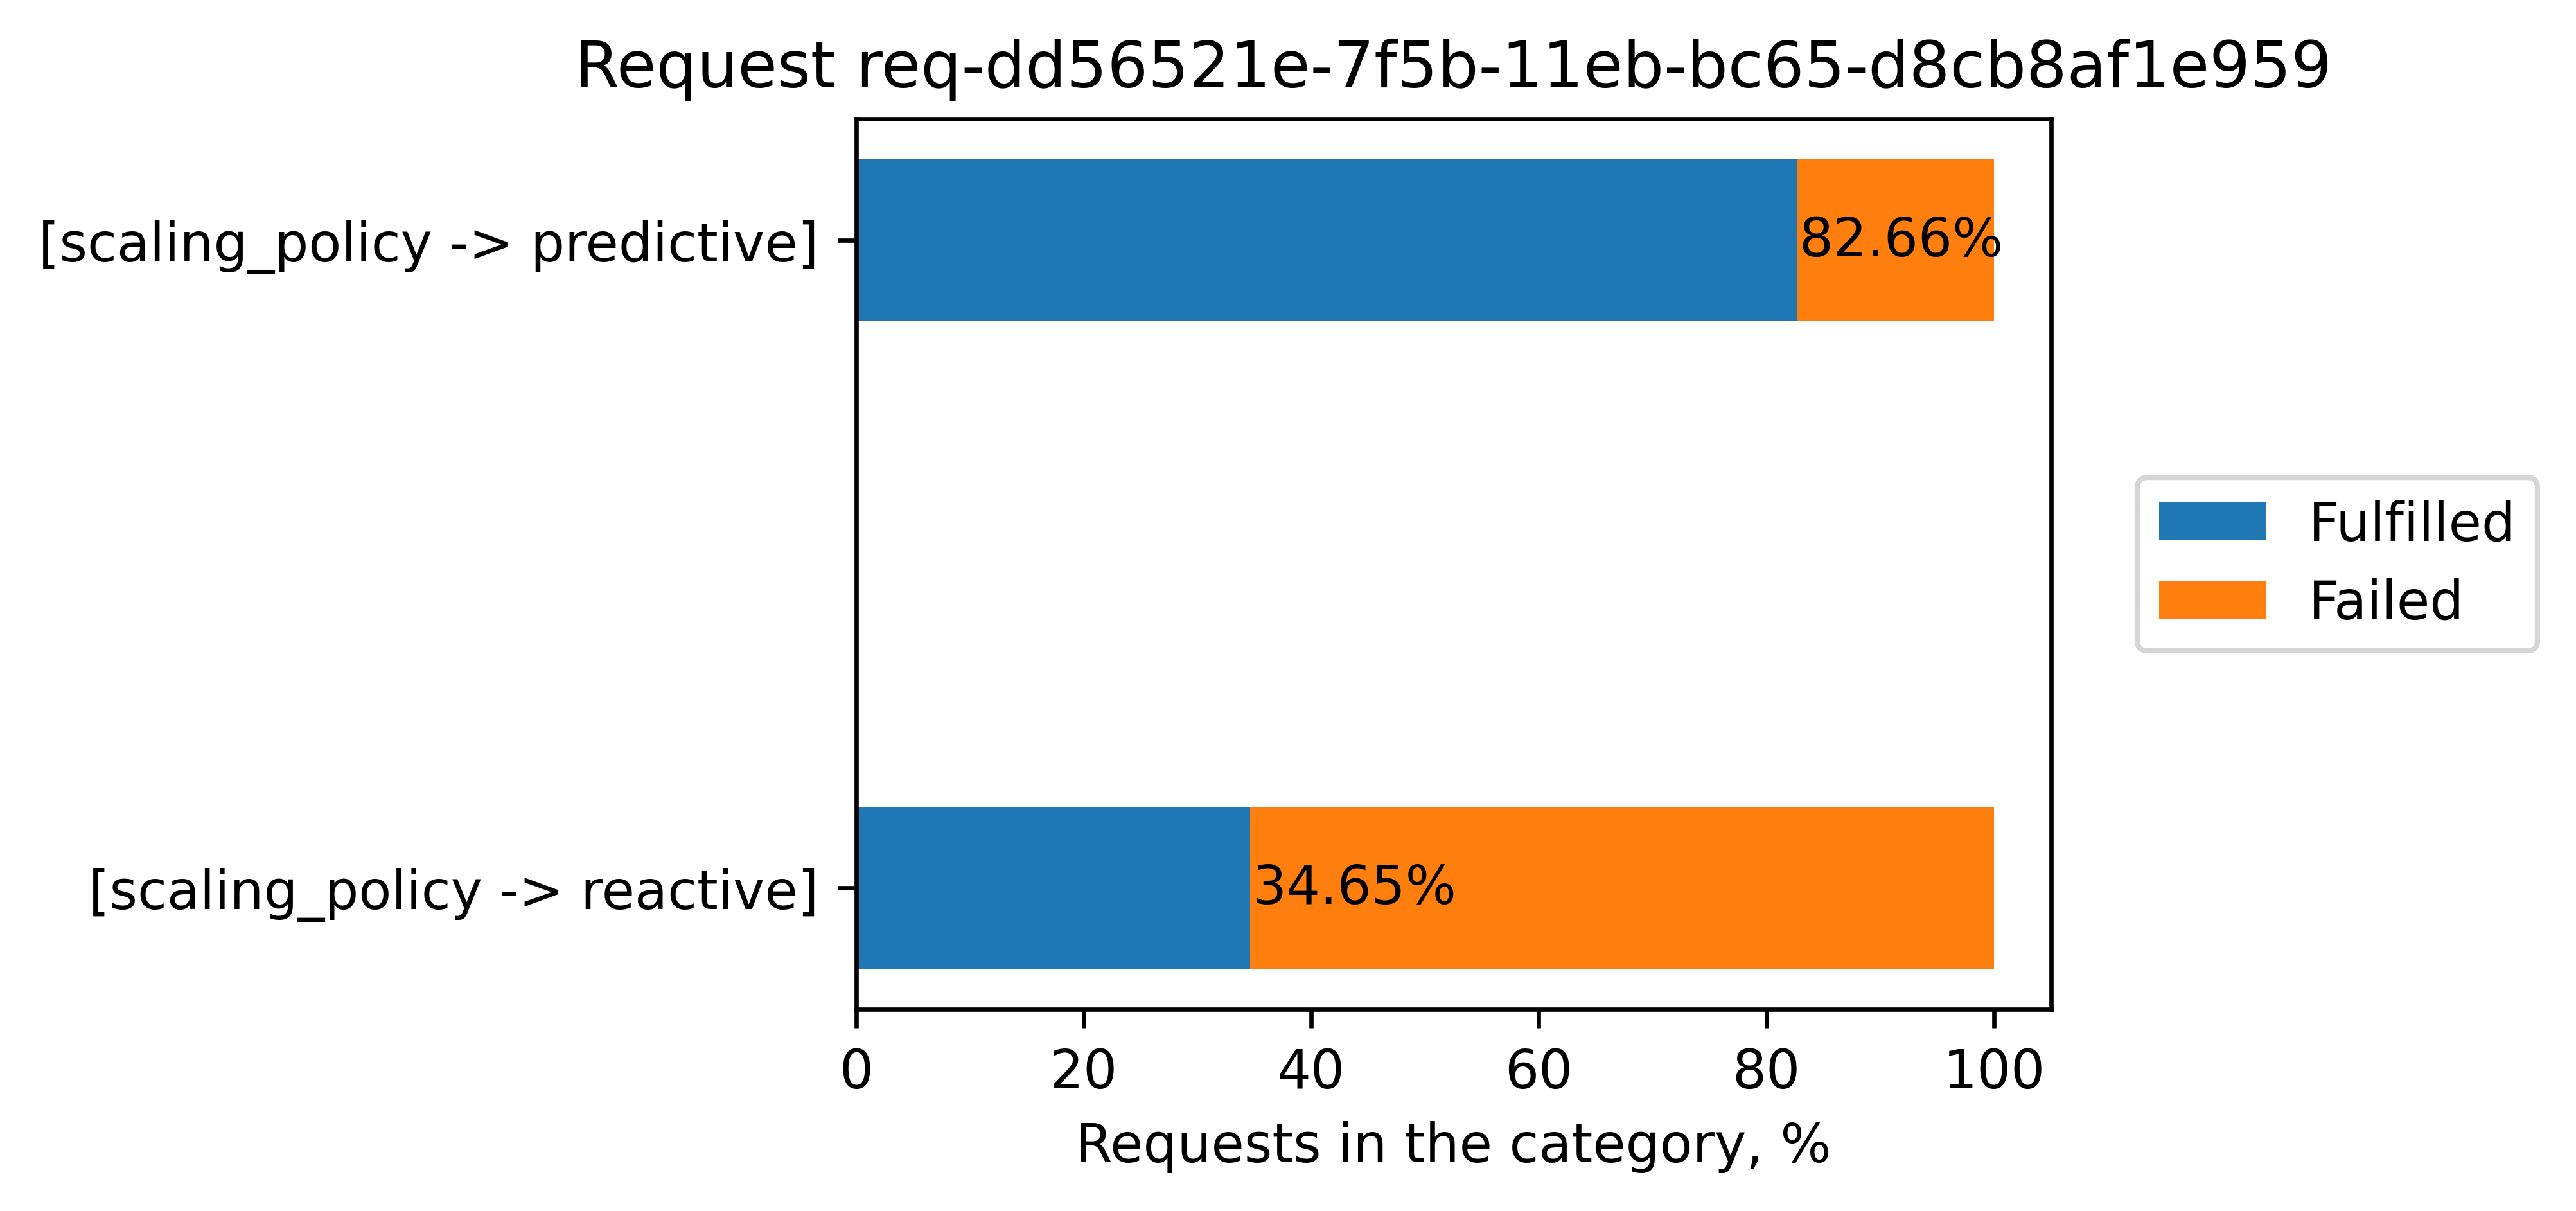 Request req-dd56521e-7f5b-11eb-bc65-d8cb8af1e959
[scaling_policy -> predictive]
82.66%
Fulfilled
Failed
[scaling_policy -> reactive]
34.65%
0 20 40 60 80 100
Requests in the category, %